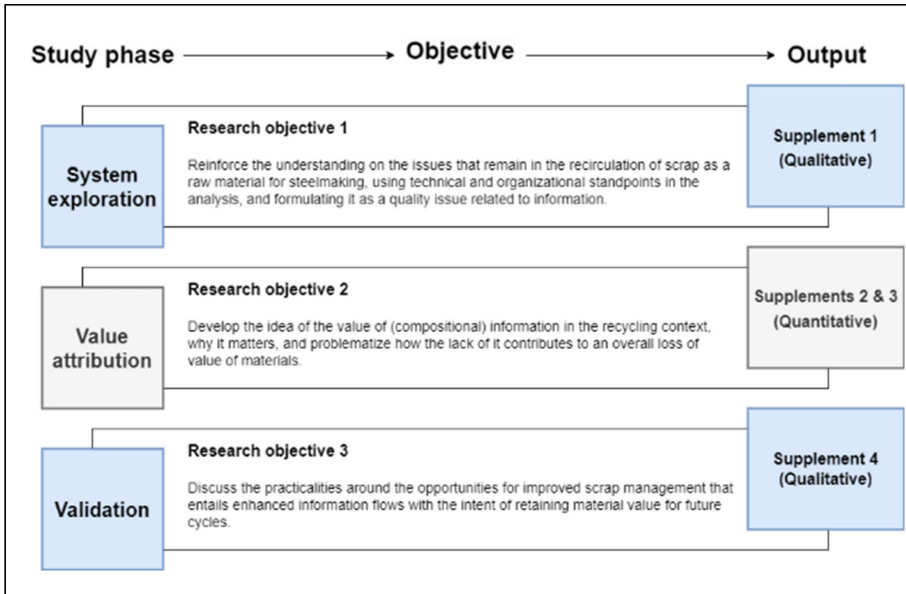 Study phase
Objective
Output
System
exploration
Research objective 1
Reinforce the understanding on the issues that remain in the recirculation of scrap as a
raw material for steelmaking, using technical and organizational standpoints in the
analysis, and formulating it as a quality issue related to information.
Supplement 1
(Qualitative)
Value
attribution
Research objective 2
Develop the idea of the value of (compositional) information in the recycling context,
why it matters, and problematize how the lack of it contributes to an overall loss of
value of materials.
Supplements 2 & 3
(Quantitative)
Validation
Research objective 3
Discuss the practicalities around the opportunities for improved scrap management that
entails enhanced information flows with the intent of retaining material value for future
cycles.
Supplement 4
(Qualitative)